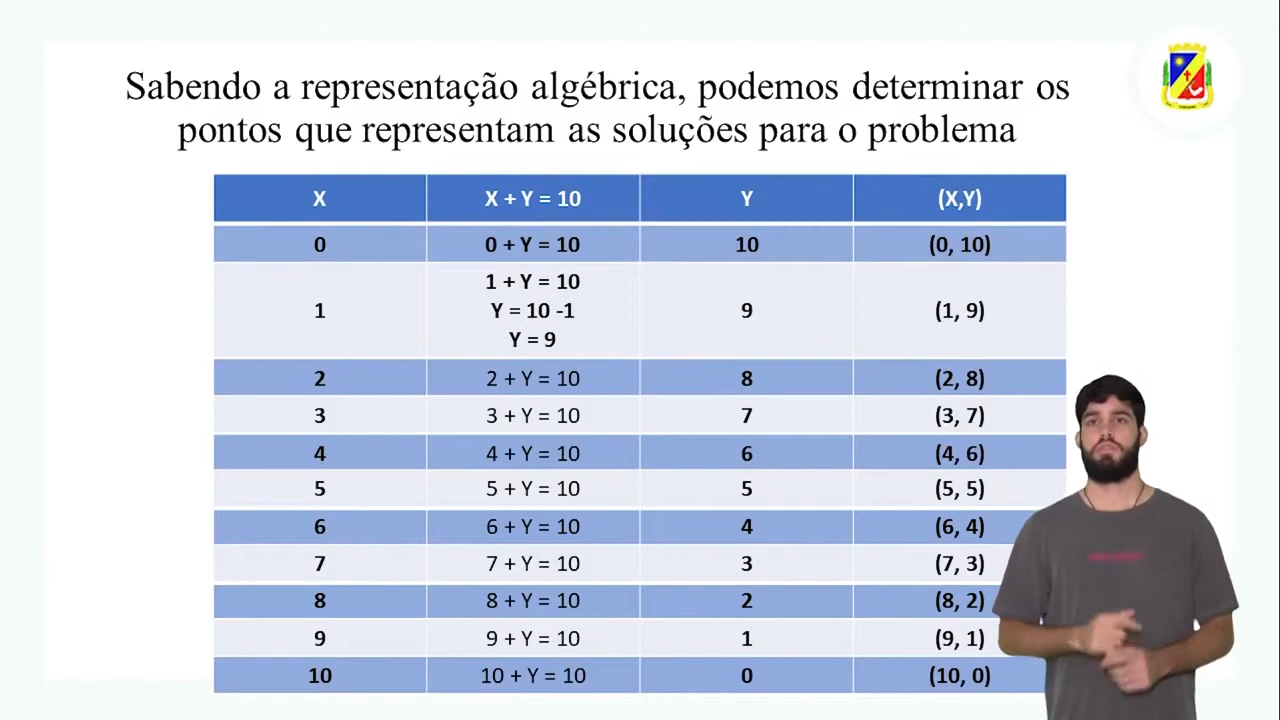 Sabendo a representação algébrica, podemos determinar os
pontos que representam as soluções para o problema
X X + Y = 10 Y (X,Y)
0 0 + Y = 10 10 (0, 10)
1 + Y = 10
1 Y = 10 -1 9 (1, 9)
Y = 9
2 2 + Y = 10 8 (2, 8)
3 3 + Y = 10 7 (3, 7)
4 4 + Y = 10 6 (4, 6)
5 5 + Y = 10 5 (5, 5)
6 6 + Y = 10 4 (6, 4)
7 7 + Y = 10 3 (7, 3)
8 8 + Y = 10 2 (8, 2)
9 9 + Y = 10 1 (9, 1)
10 10 + Y = 10 0 (10, 0)